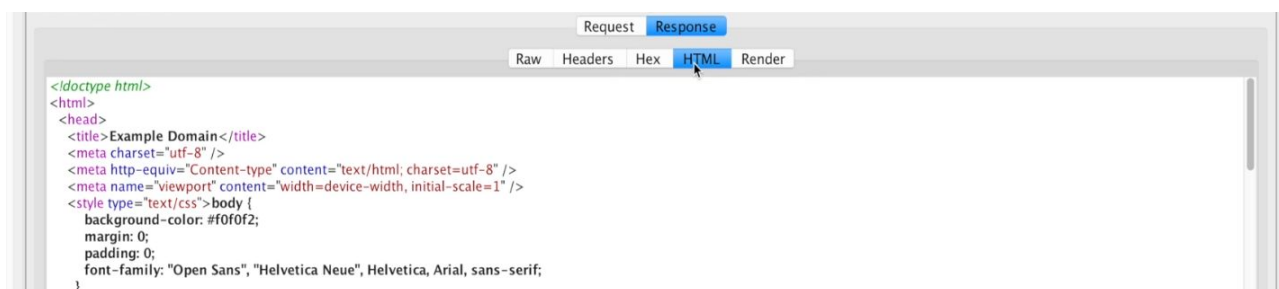 Request Response
Raw Headers Hex HTML Render
<!doctype html>
<html>
<head>
<title>Example Domain</title>
<meta charset="utf-8" />
<meta http-equiv="Content-type" content="text/html; charset=utf-8" />
<meta name="viewport" content="width=device-width, initial-scale=1" />
<style type="text/css">body {
background-color: #f0f0f2;
margin: 0;
padding: 0;
font-family: "Open Sans", "Helvetica Neue", Helvetica, Arial, sans-serif;
}